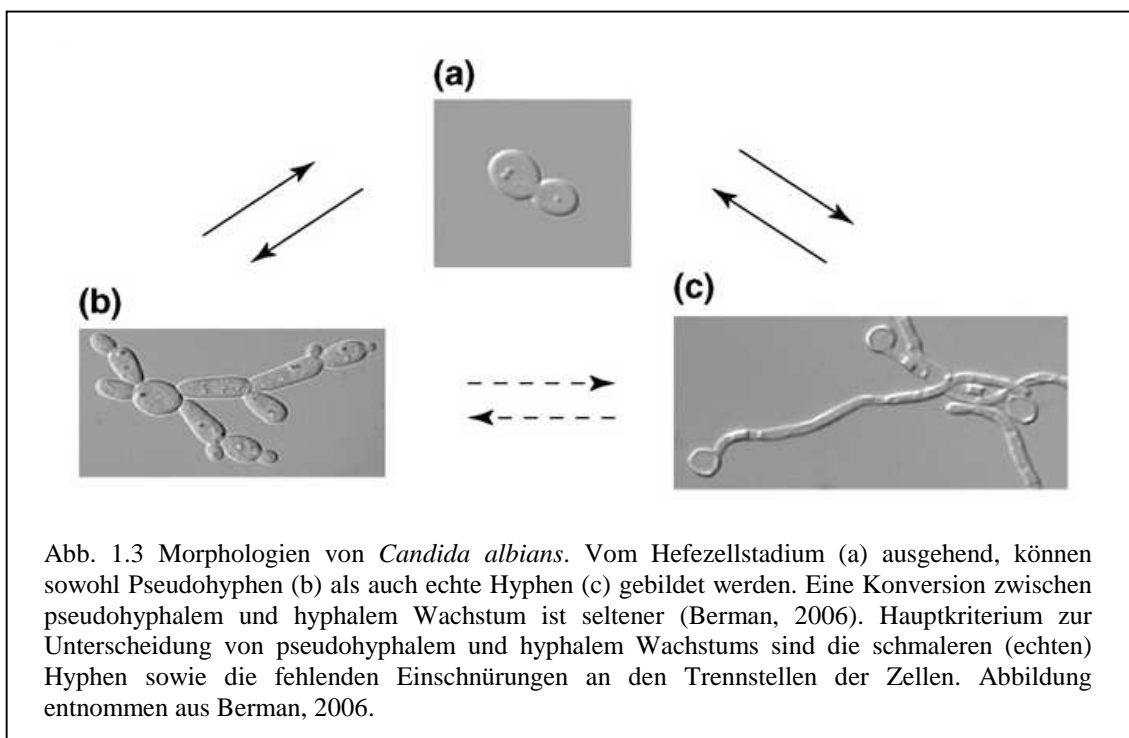 (a)
(b)
(c)
Abb. 1.3 Morphologien von Candida albians. Vom Hefezellstadium (a) ausgehend, können
sowohl Pseudohyphen (b) als auch echte Hyphen (c) gebildet werden. Eine Konversion zwischen
pseudohyphalem und hyphalem Wachstum ist seltener (Berman, 2006). Hauptkriterium zur
Unterscheidung von pseudohyphalem und hyphalem Wachstums sind die schmaleren (echten)
Hyphen sowie die fehlenden Einschnürungen an den Trennstellen der Zellen. Abbildung
entnommen aus Berman, 2006.